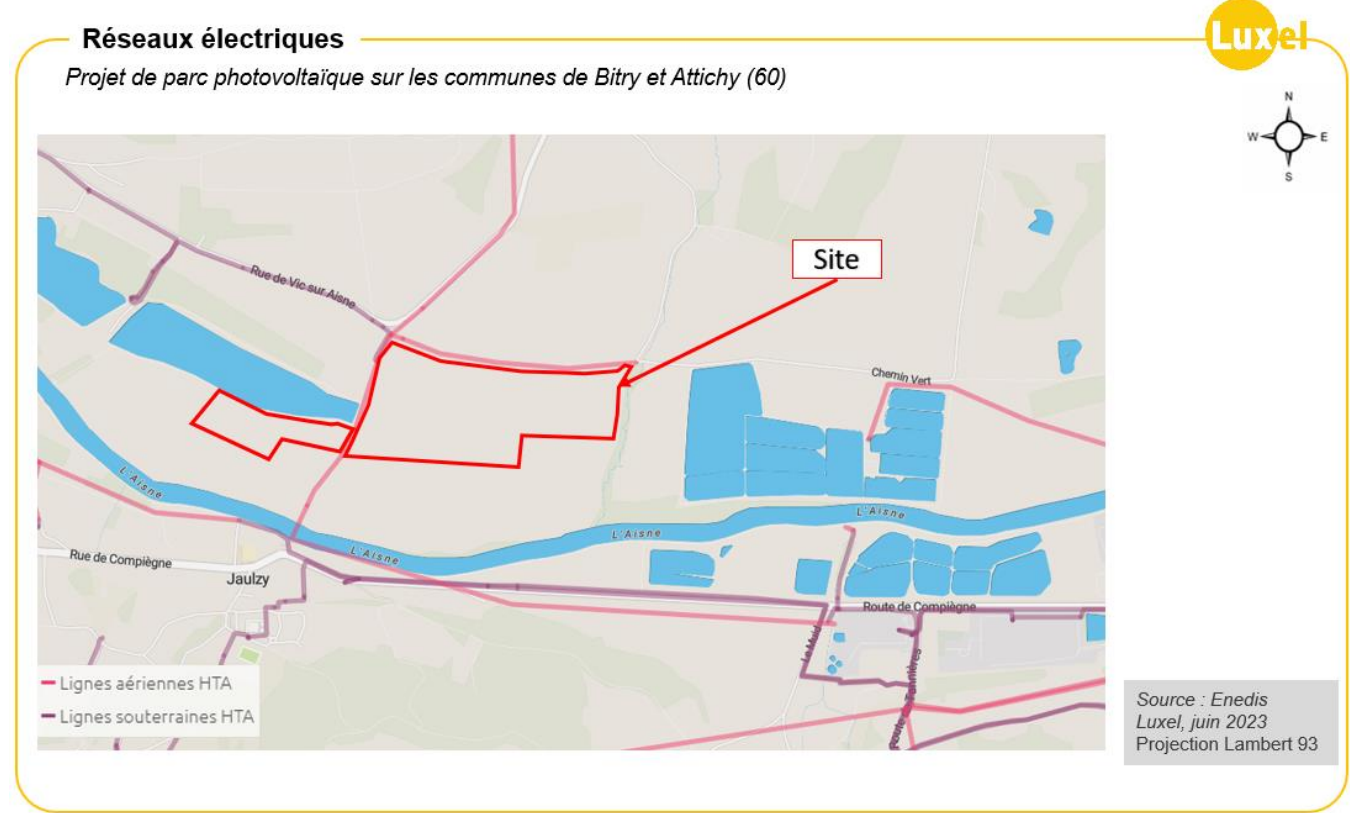 Réseaux électriques
Luxel
Projet de parc photovoltaïque sur les communes de Bitry et Attichy (60)
N
W
E
S
Site
Rue de Vic sur Aisne
Chemin Vert
L'Aisne
L'Aisne
L'Aisne
L'Aisne
Rue de Compiègne
Jaulzy
Route de Compiègne
Lignes aériennes HTA
Lignes souterraines HTA
Source : Enedis
Luxel, juin 2023
Projection Lambert 93